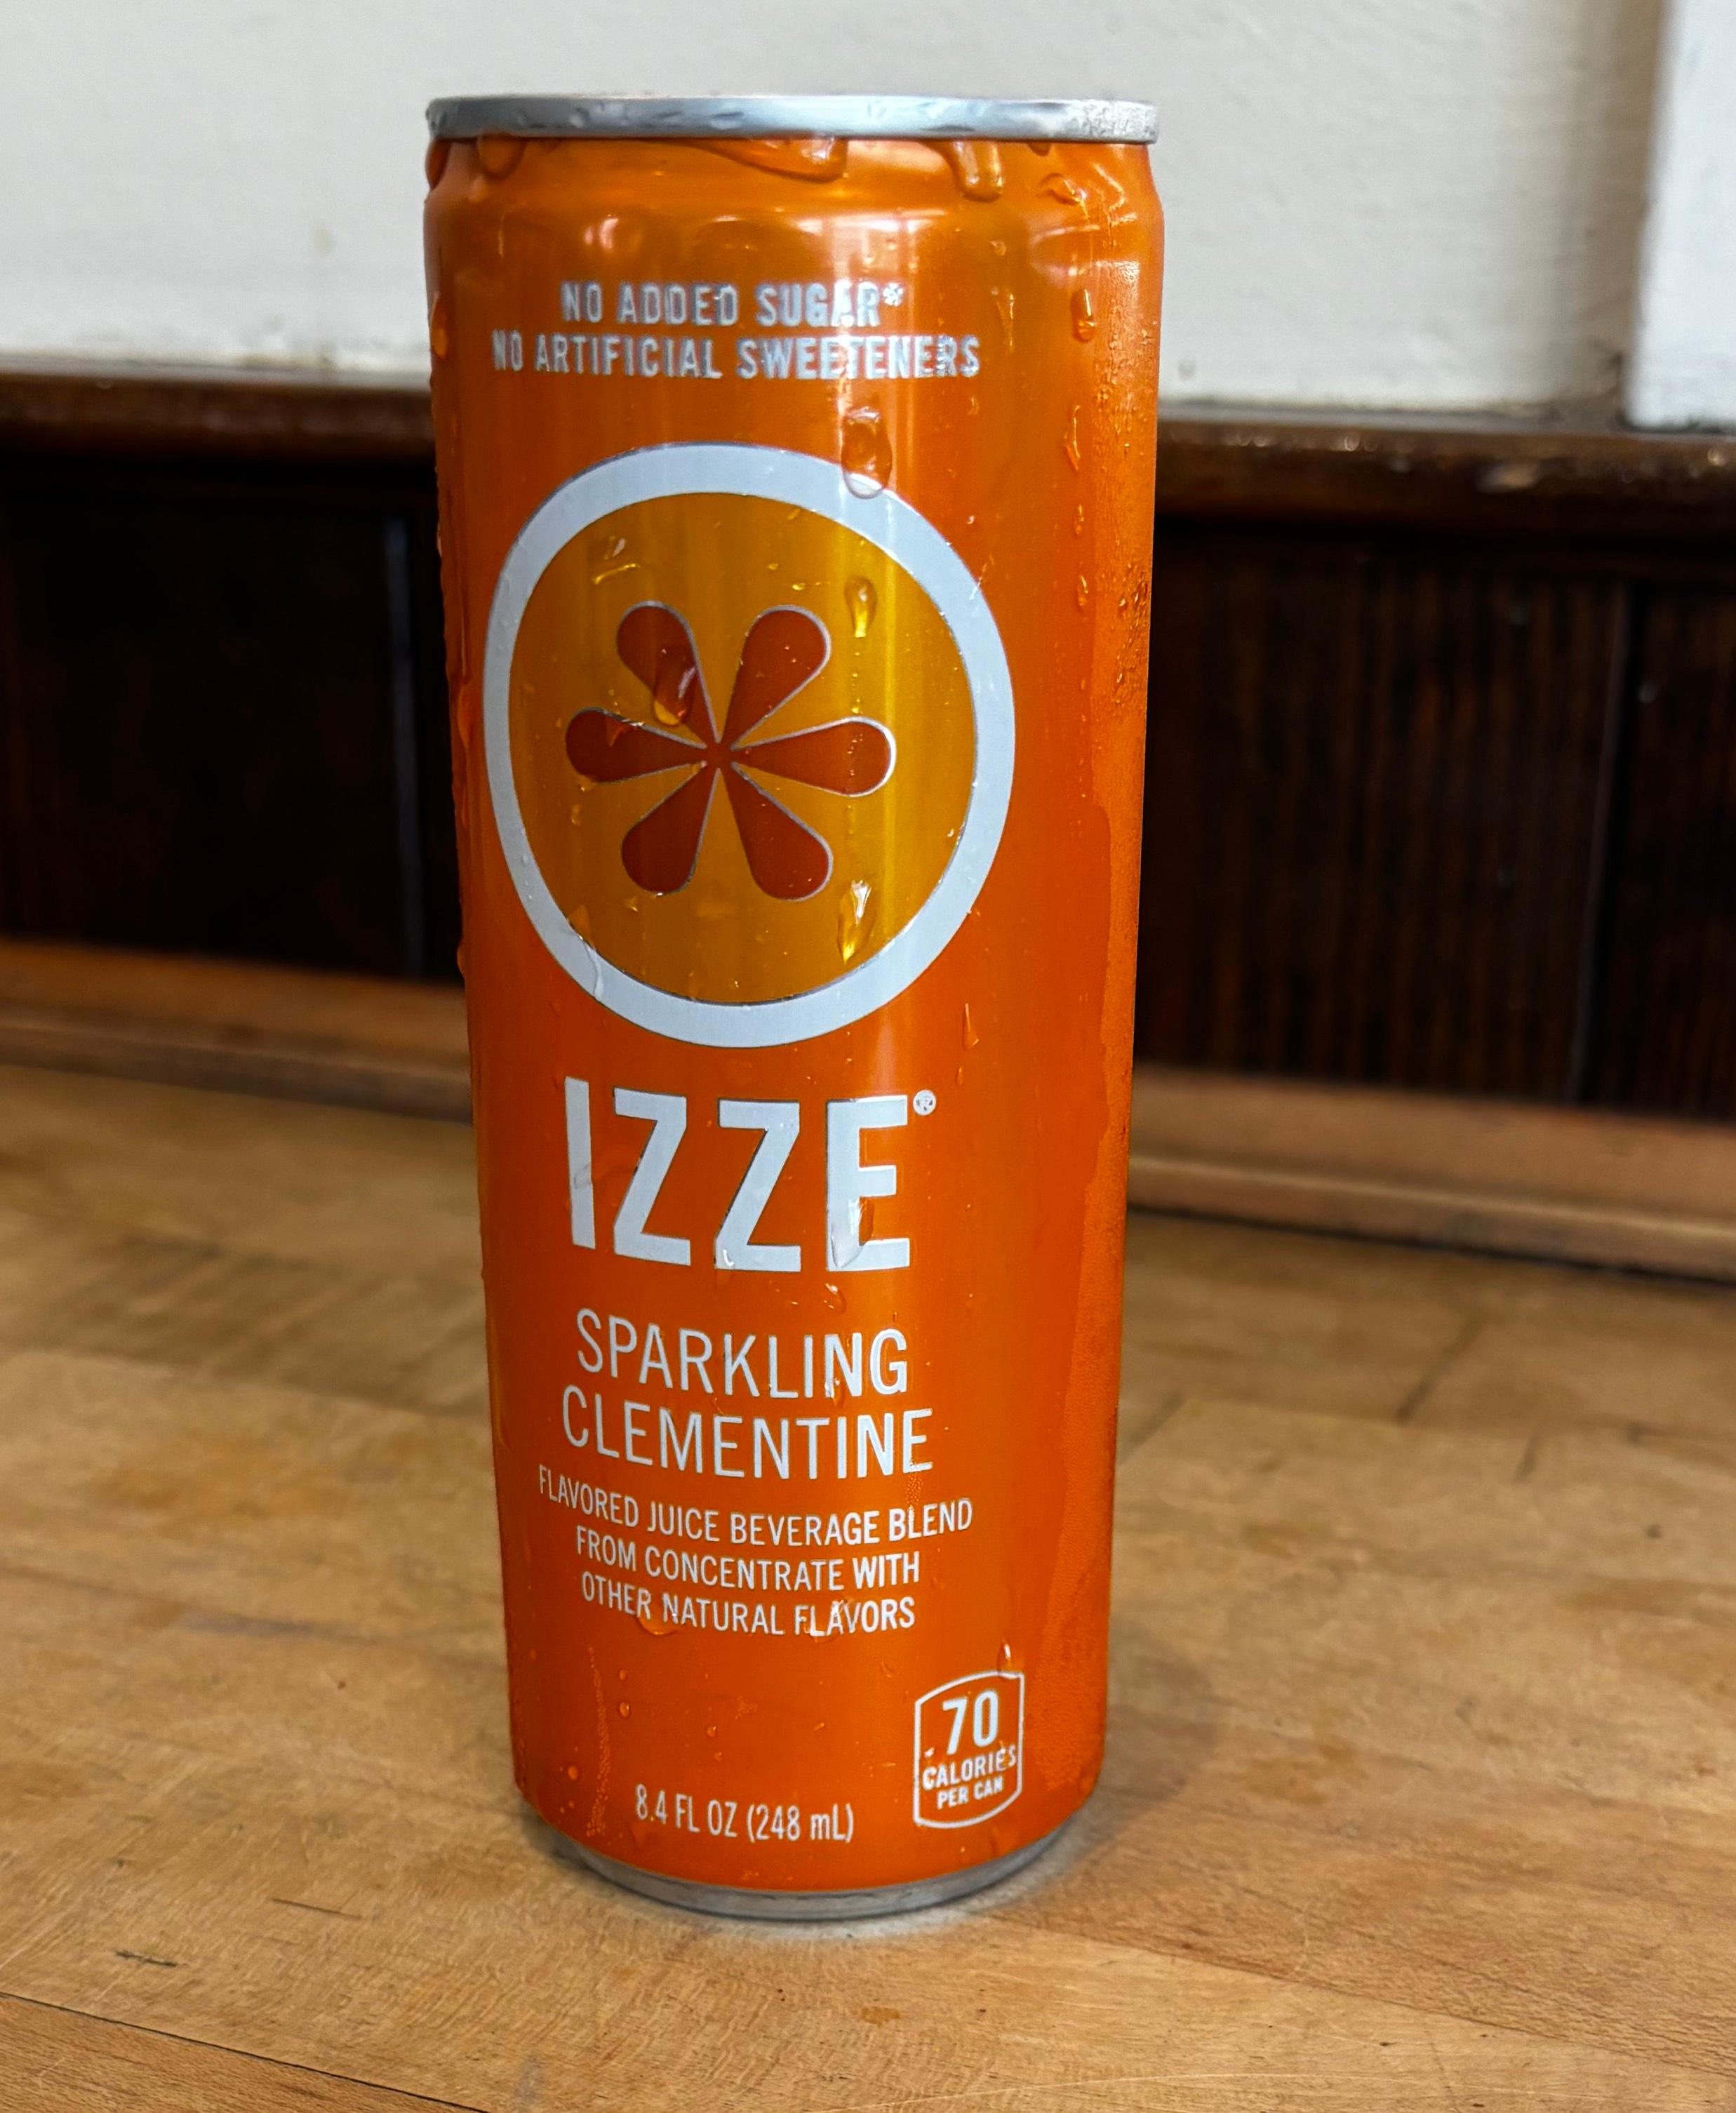 NO ADDED SUGAR*
NO ARTIFICIAL SWEETENERS
IZZE®
SPARKLING
CLEMENTINE
FLAVORED JUICE BEVERAGE BLEND
FROM CONCENTRATE WITH
OTHER NATURAL FLAVORS
70
CALORIES
PER CAN
8.4 FL OZ (248 mL)